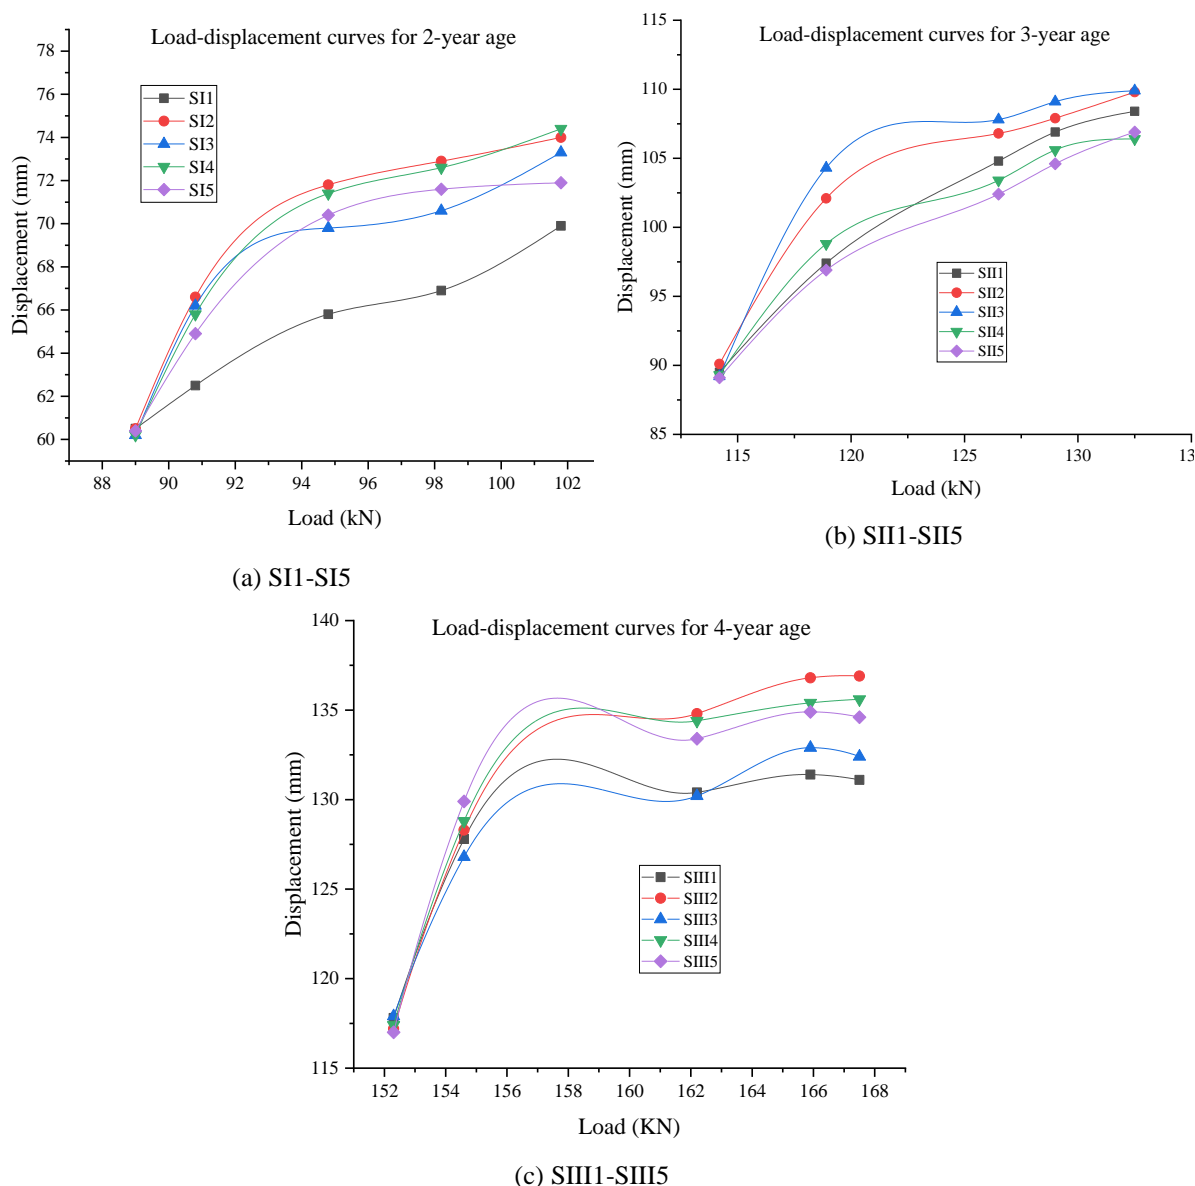 Load-displacement curves for 2-year age
78
76
74
72
70
68
66
64
62
60
Displacement (mm)
SI1
SI2
SI3
SI4
SI5
88 90 92 94 96 98 100 102
Load (kN)
(a) SI1-SI5
Load-displacement curves for 3-year age
115
110
105
100
95
90
85
Displacement (mm)
SII1
SII2
SII3
SII4
SII5
115 120 125 130 13
Load (kN)
(b) SII1-SII5
Load-displacement curves for 4-year age
140
135
130
125
120
115
Displacement (mm)
SIII1
SIII2
SIII3
SIII4
SIII5
152 154 156 158 160 162 164 166 168
Load (KN)
(c) SIII1-SIII5